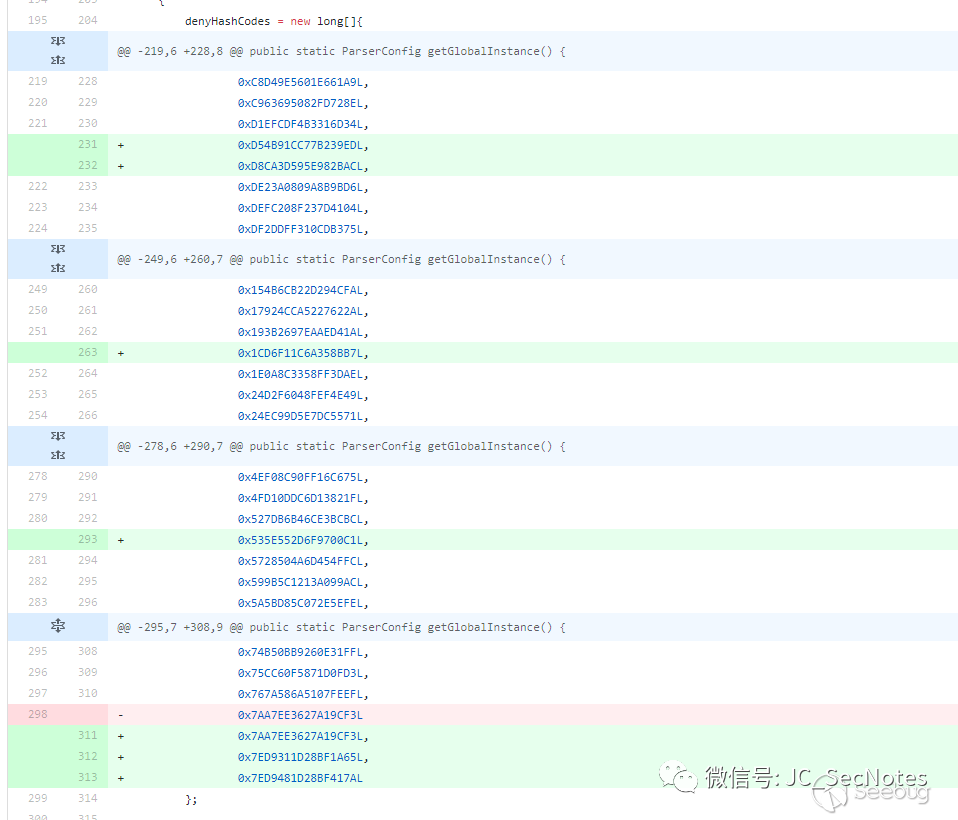 194 203 {
195 204 denyHashCodes = new long[]{
@@ -219,6 +228,8 @@ public static ParserConfig getGlobalInstance() {
219 228 0xC8D49E5601E661A9L,
220 229 0xC963695082FD728EL,
221 230 0xD1EFCDF4B3316D34L,
231 + 0xD54B91CC77B239EDL,
232 + 0xD8CA3D595E982BACL,
222 233 0xDE23A0809A8B9BD6L,
223 234 0xDEFC208F237D4104L,
224 235 0xDF2DDFF310CDB375L,
@@ -249,6 +260,7 @@ public static ParserConfig getGlobalInstance() {
249 260 0x154B6CB22D294CFAL,
250 261 0x17924CCA5227622AL,
251 262 0x193B2697EAAED41AL,
263 + 0x1CD6F11C6A358BB7L,
252 264 0x1E0A8C3358FF3DAEL,
253 265 0x24D2F6048FEF4E49L,
254 266 0x24EC99D5E7DC5571L,
@@ -278,6 +290,7 @@ public static ParserConfig getGlobalInstance() {
278 290 0x4EF08C90FF16C675L,
279 291 0x4FD10DDC6D13821FL,
280 292 0x527DB6B46CE3BCBCL,
293 + 0x535E552D6F9700C1L,
281 294 0x5728504A6D454FFCL,
282 295 0x599B5C1213A099ACL,
283 296 0x5A5BD85C072E5EFEL,
@@ -295,7 +308,9 @@ public static ParserConfig getGlobalInstance() {
295 308 0x74B50BB9260E31FFL,
296 309 0x75CC60F5871D0FD3L,
297 310 0x767A586A5107FEEFL,
298 - 0x7AA7EE3627A19CF3L
311 + 0x7AA7EE3627A19CF3L,
312 + 0x7ED9311D28BF1A65L,
313 + 0x7ED9481D28BF417AL
299 314 };
300 315
微信号: JC_SecNotes
Seebug